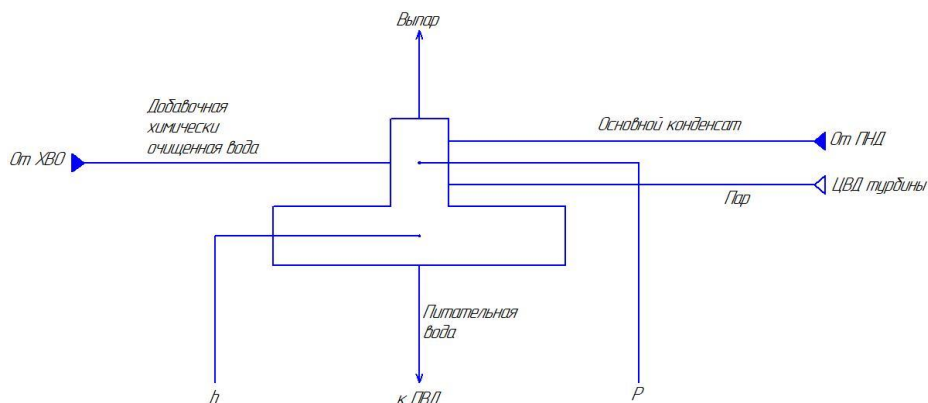 Выпар
Добавочная
химически
очищенная вода
Основной конденсат
От ХВО
От ПНД
ЦВД турбины
Пар
Питательная
вода
h
к ПВД
P